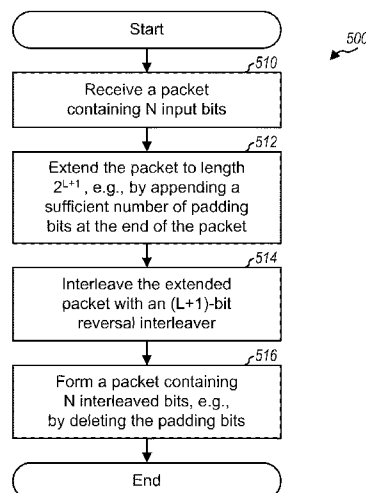 Start
500
510
Receive a packet
containing N input bits
512
Extend the packet to length
2^{L+1}, e.g., by appending a
sufficient number of padding
bits at the end of the packet
514
Interleave the extended
packet with an (L+1)-bit
reversal interleaver
516
Form a packet containing
N interleaved bits, e.g.,
by deleting the padding bits
End